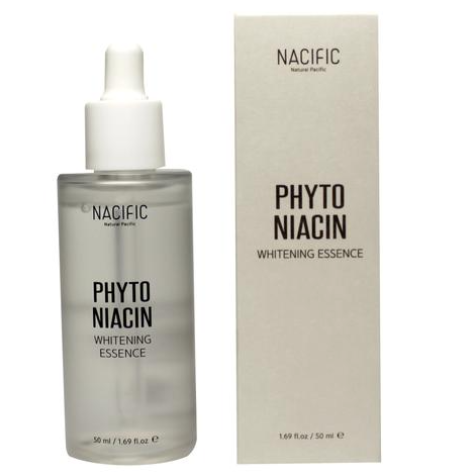 NACIFIC
Natural Pacific
PHYTO
NIACIN
WHITENING
ESSENCE
50 ml / 1.69 fl.oz ℮
NACIFIC
Natural Pacific
PHYTO
NIACIN
WHITENING ESSENCE
1.69 fl.oz / 50 ml ℮